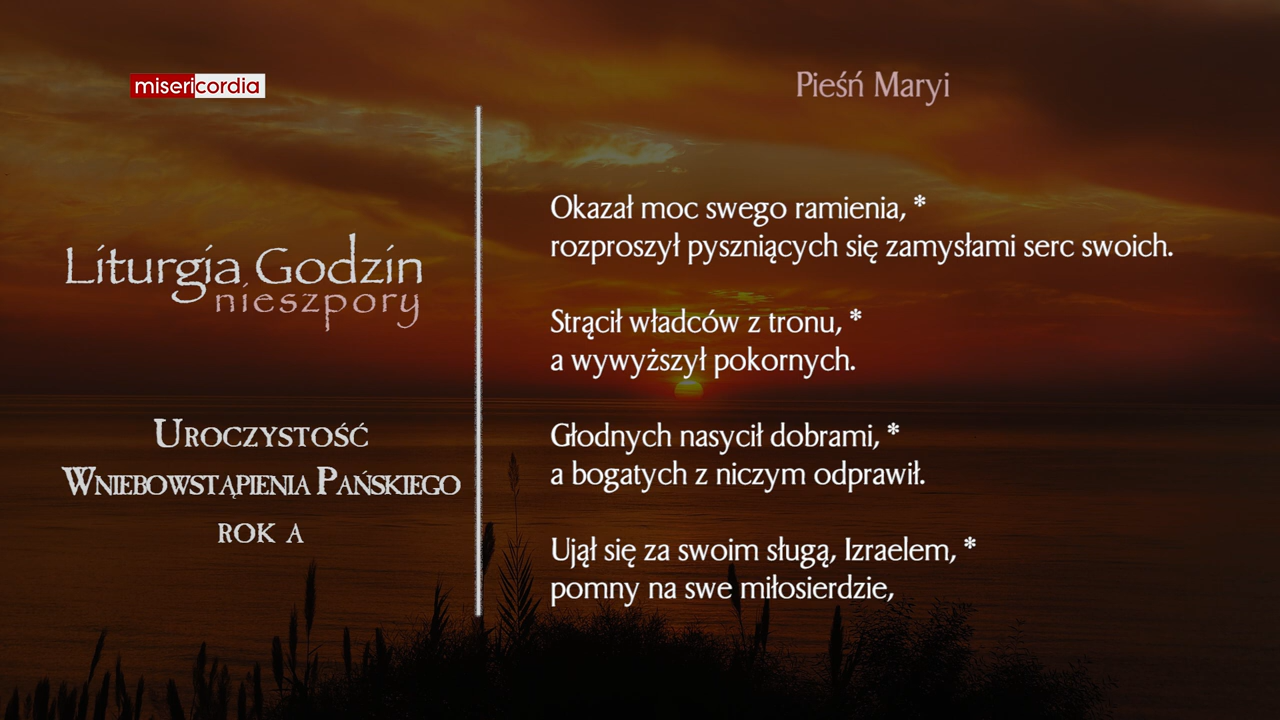 misericordia
Liturgia Godzin
nieszpory
Uroczystość
Wniebowstąpienia Pańskiego
rok a
Pieśń Maryi
Okazał moc swego ramienia, *
rozproszył pyszniących się zamysłami serc swoich.
Strącił władców z tronu, *
a wywyższył pokornych.
Głodnych nasycił dobrami, *
a bogatych z niczym odprawił.
Ujął się za swoim sługą, Izraelem, *
pomny na swe miłosierdzie,